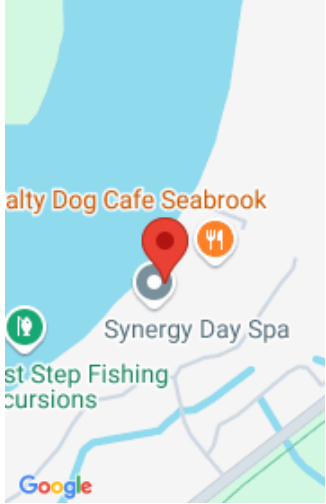 alty Dog Cafe Seabrook
Synergy Day Spa
st Step Fishing
cursions
Google